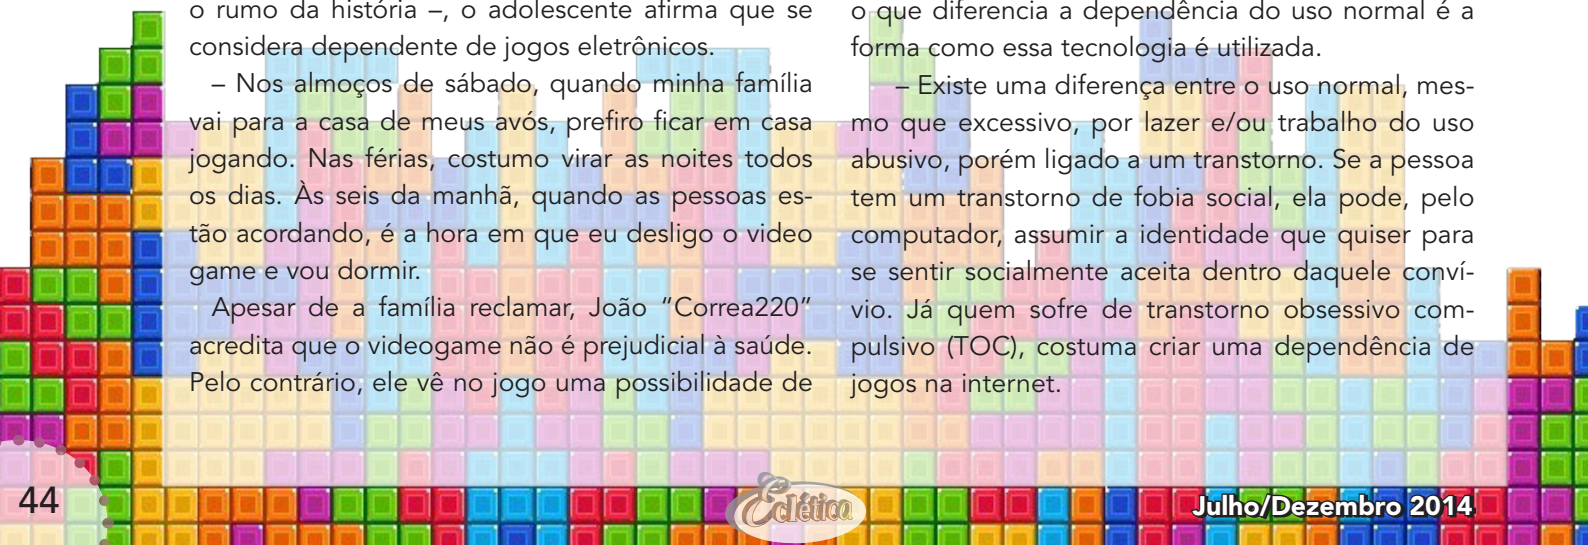 o rumo da história –, o adolescente afirma que se
considera dependente de jogos eletrônicos.
– Nos almoços de sábado, quando minha família
vai para a casa de meus avós, prefiro ficar em casa
jogando. Nas férias, costumo virar as noites todos
os dias. Às seis da manhã, quando as pessoas es-
tão acordando, é a hora em que eu desligo o video
game e vou dormir.
Apesar de a família reclamar, João “Correa220”
acredita que o videogame não é prejudicial à saúde.
Pelo contrário, ele vê no jogo uma possibilidade de
o que diferencia a dependência do uso normal é a
forma como essa tecnologia é utilizada.
– Existe uma diferença entre o uso normal, mes-
mo que excessivo, por lazer e/ou trabalho do uso
abusivo, porém ligado a um transtorno. Se a pessoa
tem um transtorno de fobia social, ela pode, pelo
computador, assumir a identidade que quiser para
se sentir socialmente aceita dentro daquele conví-
vio. Já quem sofre de transtorno obsessivo com-
pulsivo (TOC), costuma criar uma dependência de
jogos na internet.
44
Eclética
Julho/Dezembro 2014